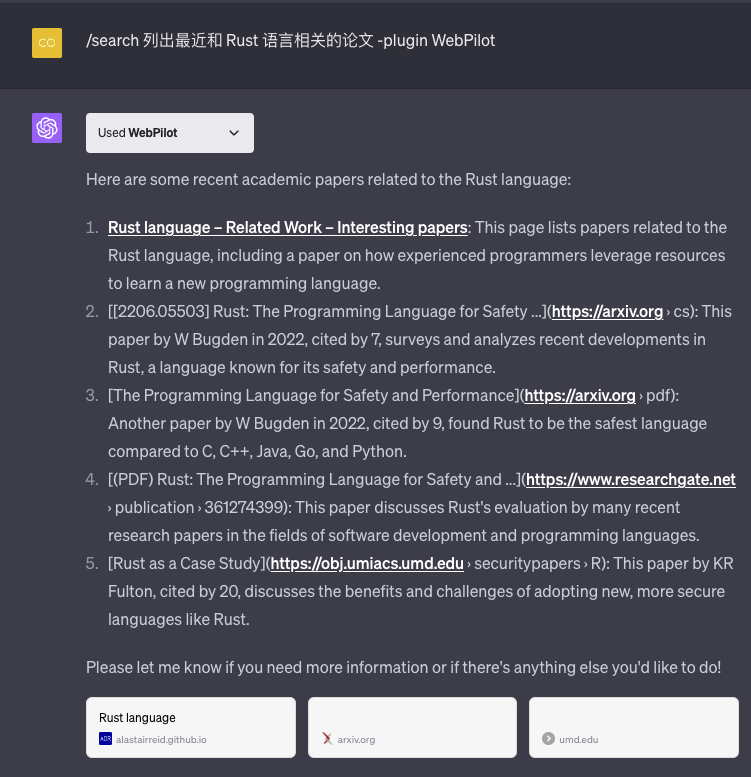 CO
/search 列出最近和 Rust 语言相关的论文 -plugin WebPilot
Used WebPilot
Here are some recent academic papers related to the Rust language:
1. Rust language – Related Work – Interesting papers: This page lists papers related to the
Rust language, including a paper on how experienced programmers leverage resources
to learn a new programming language.
2. [[2206.05503] Rust: The Programming Language for Safety ...](https://arxiv.org › cs): This
paper by W Bugden in 2022, cited by 7, surveys and analyzes recent developments in
Rust, a language known for its safety and performance.
3. [The Programming Language for Safety and Performance](https://arxiv.org › pdf):
Another paper by W Bugden in 2022, cited by 9, found Rust to be the safest language
compared to C, C++, Java, Go, and Python.
4. [(PDF) Rust: The Programming Language for Safety and ...](https://www.researchgate.net
› publication › 361274399): This paper discusses Rust's evaluation by many recent
research papers in the fields of software development and programming languages.
5. [Rust as a Case Study](https://obj.umiacs.umd.edu › securitypapers › R): This paper by KR
Fulton, cited by 20, discusses the benefits and challenges of adopting new, more secure
languages like Rust.
Please let me know if you need more information or if there's anything else you'd like to do!
Rust language
ADR alastairreid.github.io
arxiv.org
umd.edu